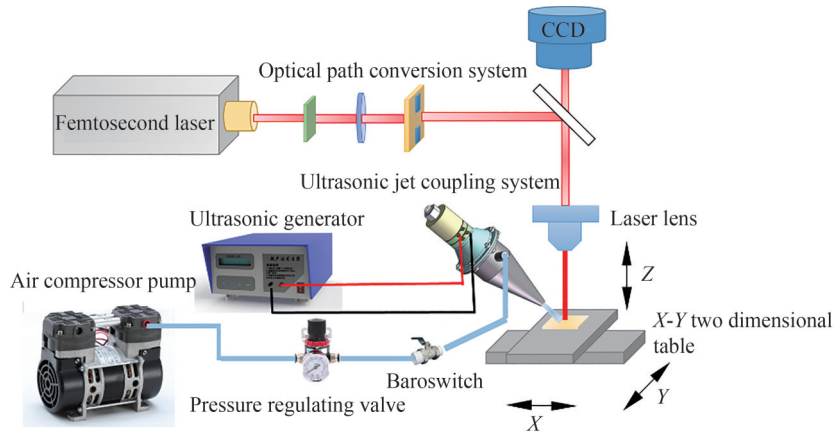 CCD
Optical path conversion system
Femtosecond laser
Ultrasonic jet coupling system
Ultrasonic generator
Laser lens
Air compressor pump
Z
X-Y two dimensional
table
Baroswitch
Pressure regulating valve
X
Y